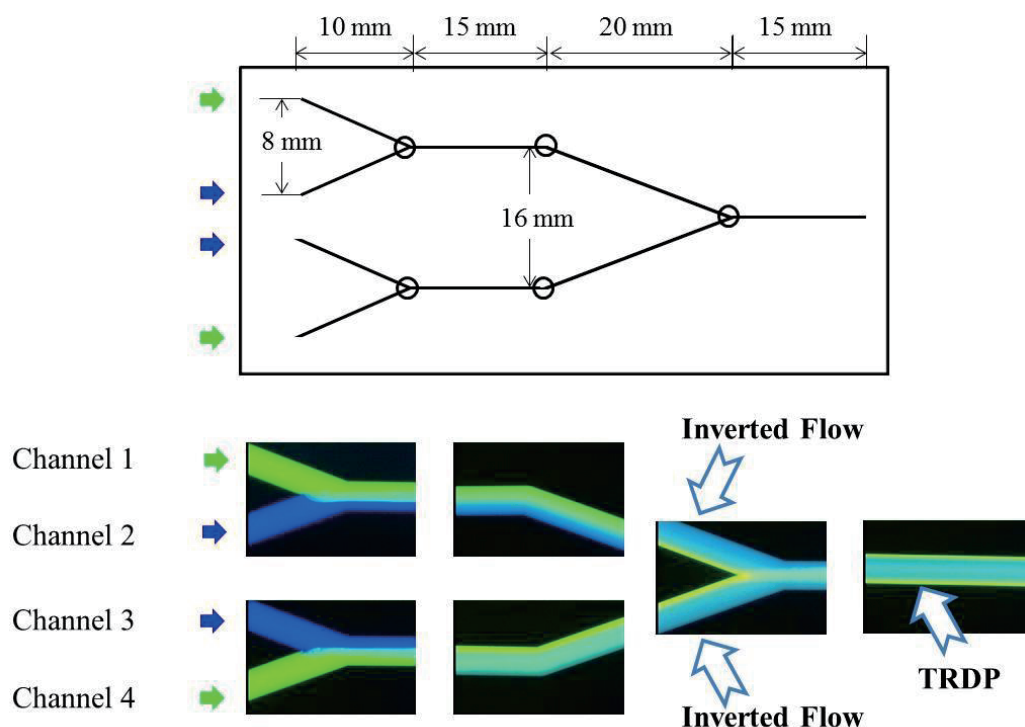 10 mm
15 mm
20 mm
15 mm
8 mm
16 mm
Inverted Flow
Channel 1
Channel 2
Channel 3
Channel 4
TRDP
Inverted Flow